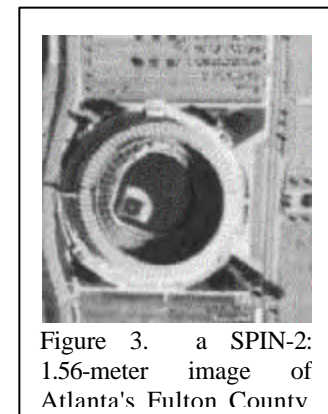 Figure 3. a SPIN-2:
1.56-meter image of
Atlanta's Fulton County